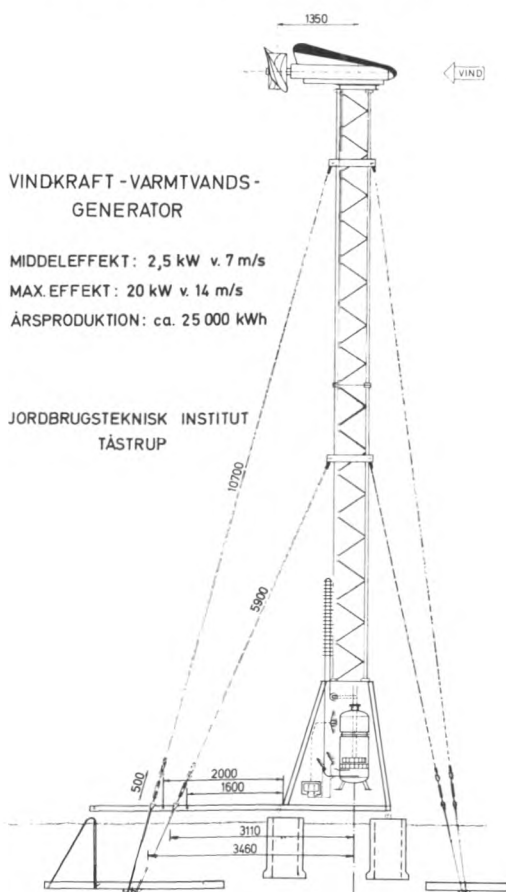 1350
VIND
VINDKRAFT - VARMTVANDS-
GENERATOR
MIDDELEFFEKT: 2,5 kW v. 7 m/s
MAX. EFFEKT: 20 kW v. 14 m/s
ÅRSPRODUKTION: ca. 25 000 kWh
JORDBRUGSTEKNISK INSTITUT
TÅSTRUP
10700
5900
500
2000
1600
3110
3460